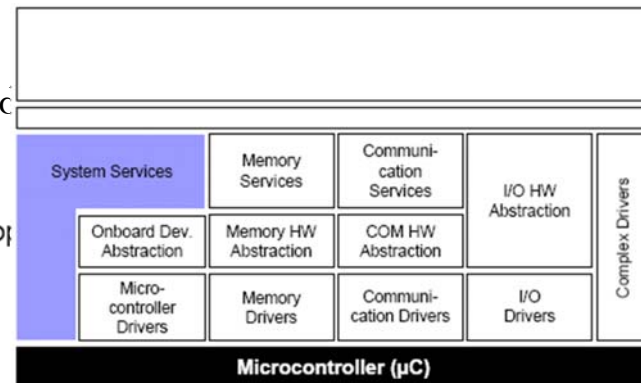 System Services
Memory
Services
Communi-
cation
Services
I/O HW
Abstraction
Complex Drivers
Onboard Dev.
Abstraction
Memory HW
Abstraction
COM HW
Abstraction
Micro-
controller
Drivers
Memory
Drivers
Communi-
cation Drivers
I/O
Drivers
Microcontroller (µC)